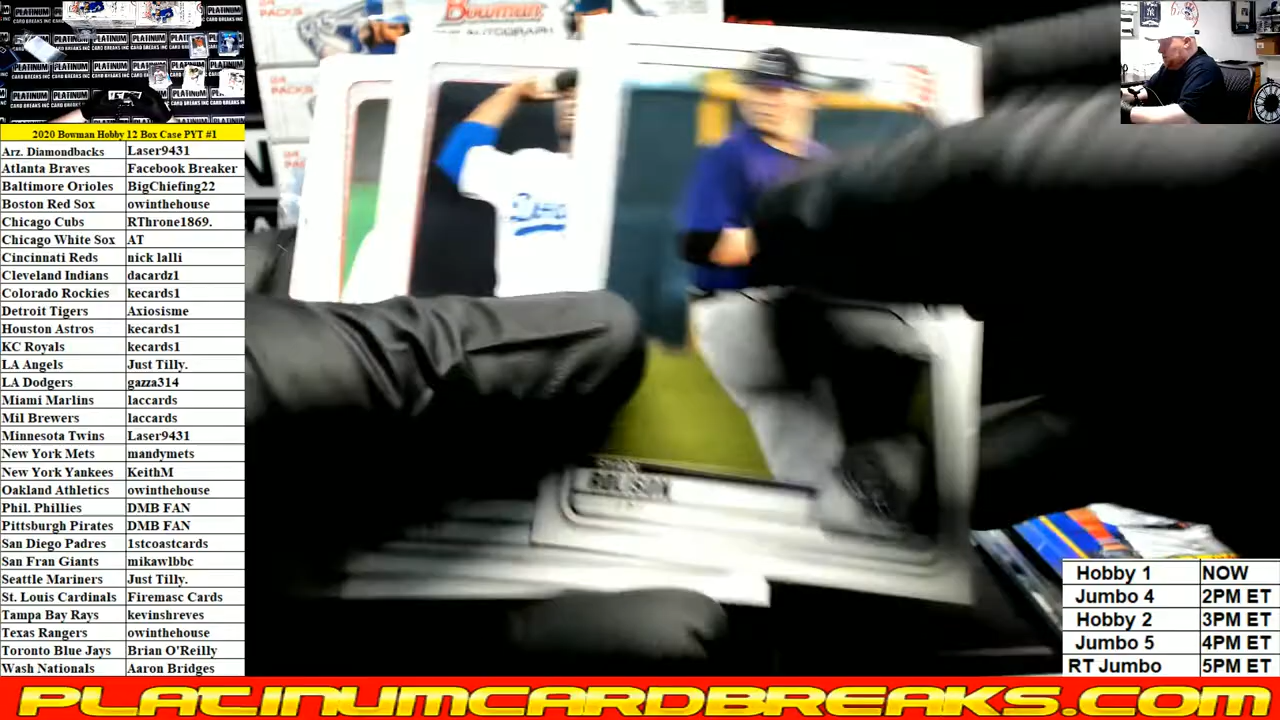 2020 Bowman Hobby 12 Box Case PYT #1
Arz. Diamondbacks Laser9431
Atlanta Braves Facebook Breaker
Baltimore Orioles BigChiefing22
Boston Red Sox owinthehouse
Chicago Cubs RThrone1869.
Chicago White Sox AT
Cincinnati Reds nick lalli
Cleveland Indians dacardz1
Colorado Rockies kecards1
Detroit Tigers Axiosisme
Houston Astros kecards1
KC Royals kecards1
LA Angels Just Tilly.
LA Dodgers gazza314
Miami Marlins laccards
Mil Brewers laccards
Minnesota Twins Laser9431
New York Mets mandymets
New York Yankees KeithM
Oakland Athletics owinthehouse
Phil. Phillies DMB FAN
Pittsburgh Pirates DMB FAN
San Diego Padres 1stcoastcards
San Fran Giants mikawlbbc
Seattle Mariners Just Tilly.
St. Louis Cardinals Firemasc Cards
Tampa Bay Rays kevinshreves
Texas Rangers owinthehouse
Toronto Blue Jays Brian O'Reilly
Wash Nationals Aaron Bridges
Bowman
AUTOGRAPH
PACKS
ROLISON
Hobby 1 NOW
Jumbo 4 2PM ET
Hobby 2 3PM ET
Jumbo 5 4PM ET
RT Jumbo 5PM ET
PLATINUMCARDBREAKS.COM